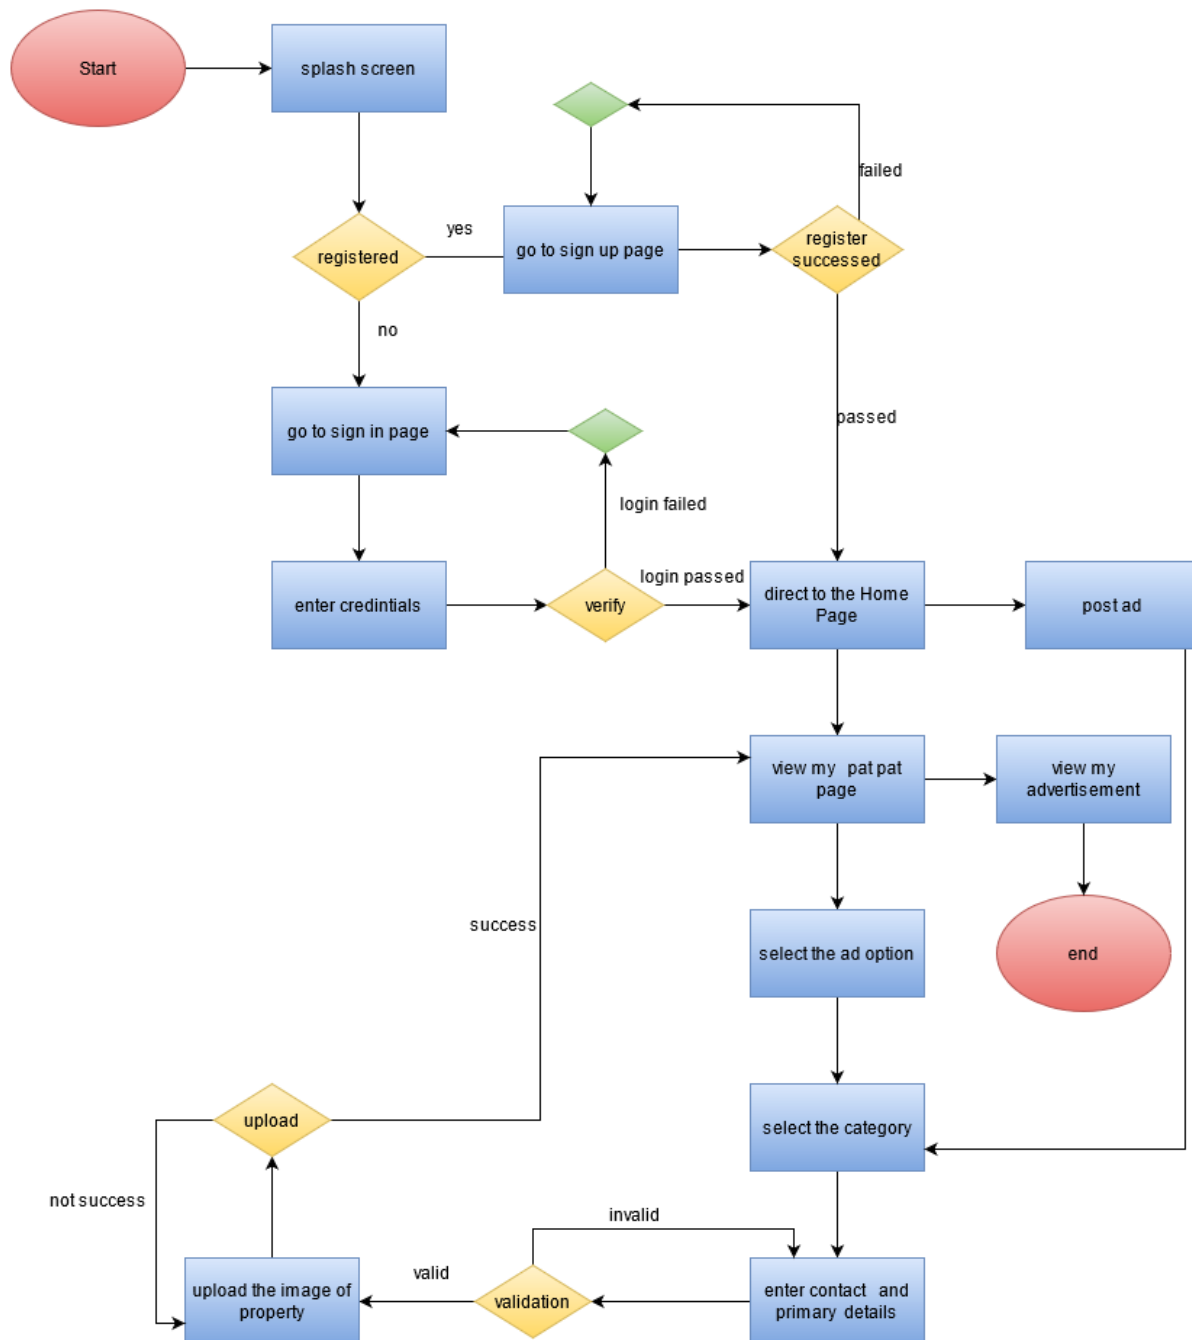 Start
splash screen
failed
registered
yes
go to sign up page
register
successed
no
go to sign in page
passed
login failed
enter credintials
verify
login passed
direct to the Home
Page
post ad
view my pat pat
page
view my
advertisement
success
select the ad option
end
upload
select the category
not success
invalid
valid
upload the image of
property
validation
enter contact and
primary details